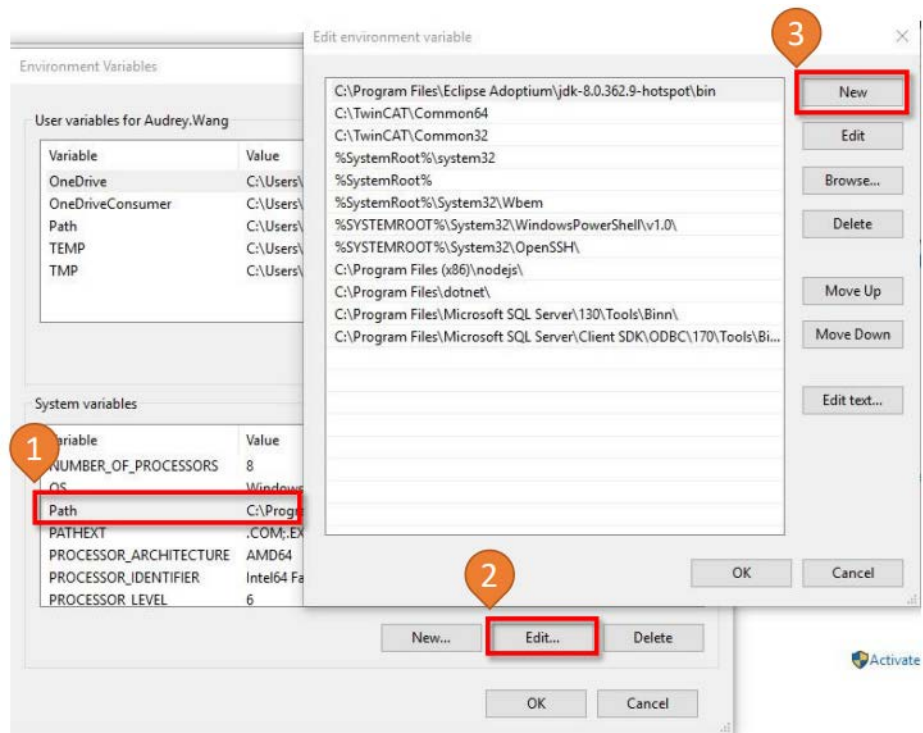 Edit environment variable
3
Environment Variables
C:\Program Files\Eclipse Adoptium\jdk-8.0.362.9-hotspot\bin
New
C:\TwinCAT\Common64
User variables for Audrey.Wang
C:\TwinCAT\Common32
Edit
Variable Value
%SystemRoot%\system32
OneDrive C:\Users\
%SystemRoot%
Browse...
OneDriveConsumer C:\Users\
%SystemRoot%\System32\Wbem
Path C:\Users\
%SYSTEMROOT%\System32\WindowsPowerShell\v1.0\
Delete
TEMP C:\Users\
%SYSTEMROOT%\System32\OpenSSH\
TMP C:\Users\
C:\Program Files (x86)\nodejs\
C:\Program Files\dotnet\
Move Up
C:\Program Files\Microsoft SQL Server\130\Tools\Binn\
C:\Program Files\Microsoft SQL Server\Client SDK\ODBC\170\Tools\Bi...
Move Down
Edit text...
System variables
1
Value
NUMBER_OF_PROCESSORS 8
OS Windows
Path C:\Progr
PATHEXT .COM;.EX
PROCESSOR_ARCHITECTURE AMD64
PROCESSOR_IDENTIFIER Intel64 Fa
PROCESSOR_LEVEL 6
2
OK Cancel
New... Edit... Delete
Activate
OK Cancel